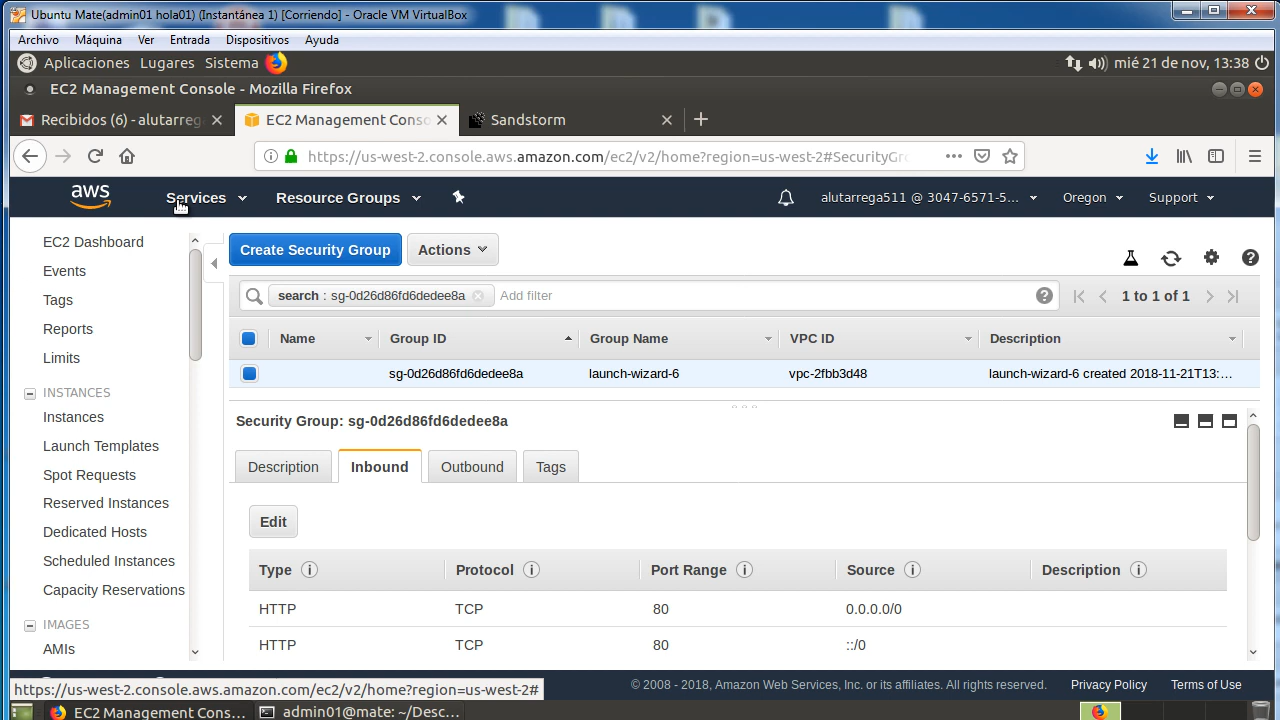 Ubuntu Mate(admin01 hola01) (Instantánea 1) [Corriendo] - Oracle VM VirtualBox
Archivo Máquina Ver Entrada Dispositivos Ayuda
Aplicaciones Lugares Sistema mié 21 de nov, 13:38
EC2 Management Console - Mozilla Firefox
Recibidos (6) - alutarreg EC2 Management Conso Sandstorm
https://us-west-2.console.aws.amazon.com/ec2/v2/home?region=us-west-2#SecurityGro
aws Services Resource Groups alutarrega511 @ 3047-6571-5... Oregon Support
EC2 Dashboard
Events
Tags
Reports
Limits
INSTANCES
Instances
Launch Templates
Spot Requests
Reserved Instances
Dedicated Hosts
Scheduled Instances
Capacity Reservations
IMAGES
AMIs
Create Security Group Actions
search : sg-0d26d86fd6dedee8a Add filter 1 to 1 of 1
Name Group ID Group Name VPC ID Description
sg-0d26d86fd6dedee8a launch-wizard-6 vpc-2fbb3d48 launch-wizard-6 created 2018-11-21T13:...
Security Group: sg-0d26d86fd6dedee8a
Description Inbound Outbound Tags
Edit
Type Protocol Port Range Source Description
HTTP TCP 80 0.0.0.0/0
HTTP TCP 80 ::/0
https://us-west-2.console.aws.amazon.com/ec2/v2/home?region=us-west-2#
© 2008 - 2018, Amazon Web Services, Inc. or its affiliates. All rights reserved. Privacy Policy Terms of Use
EC2 Management Cons... admin01@mate: ~/Desc...